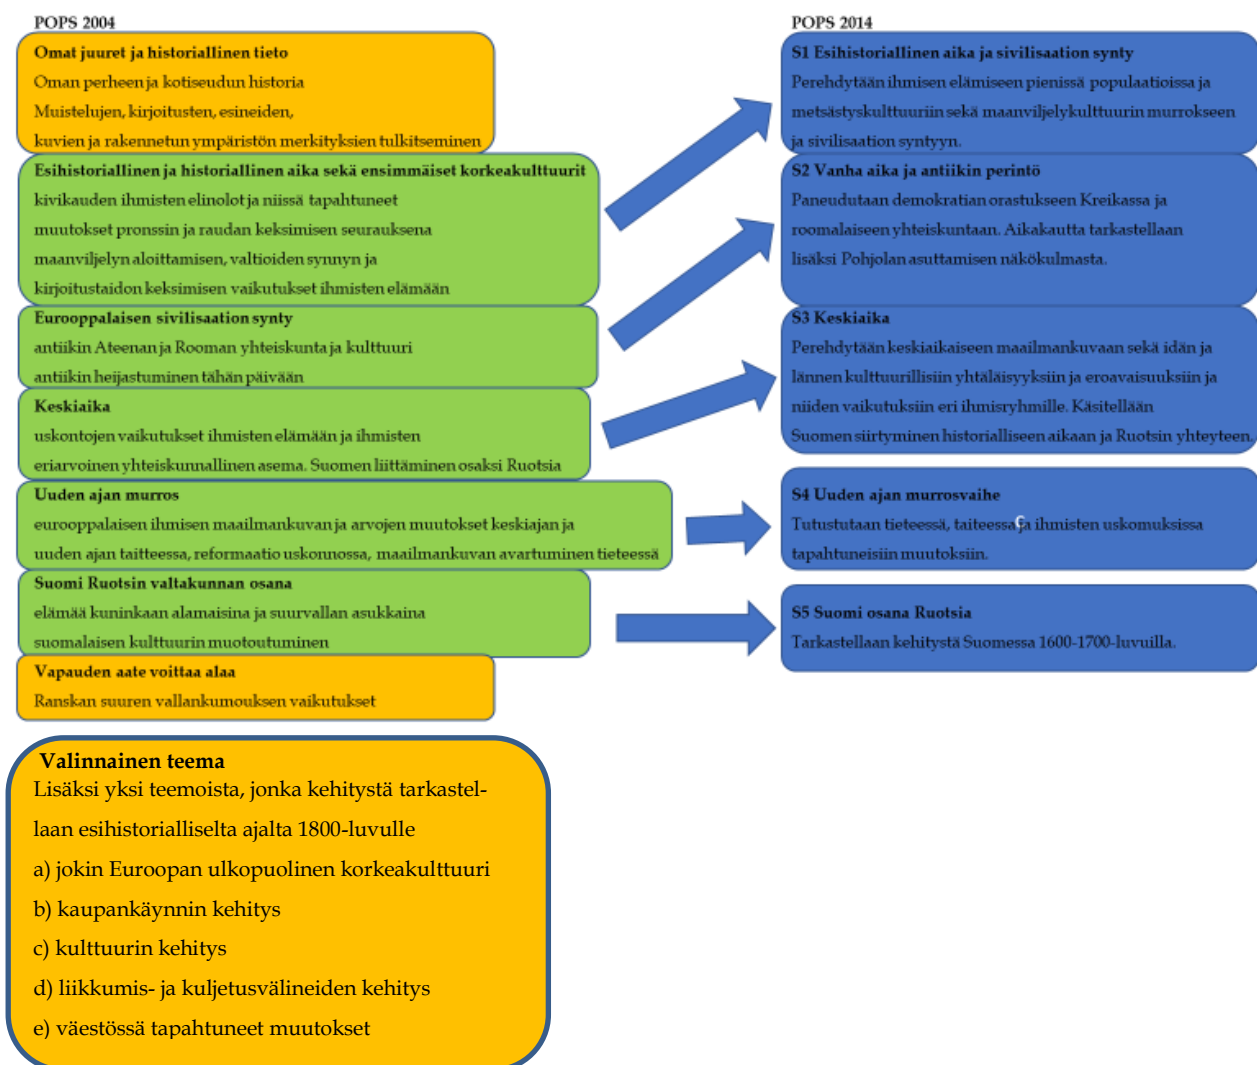 POPS 2004
Omat juuret ja historiallinen tieto
Oman perheen ja kotiseudun historia
Muistelujen, kirjoitusten, esineiden,
kuvien ja rakennetun ympäristön merkityksien tulkitseminen
Esihistoriallinen ja historiallinen aika sekä ensimmäiset korkeakulttuurit
kivikauden ihmisten elinolot ja niissä tapahtuneet
muutokset pronssin ja raudan keksimisen seurauksena
maanviljelyn aloittamisen, valtioiden synnyn ja
kirjoitustaidon keksimisen vaikutukset ihmisten elämään
Eurooppalaisen sivilisaation synty
antiikin Ateenan ja Rooman yhteiskunta ja kulttuuri
antiikin heijastuminen tähän päivään
Keskiaika
uskontojen vaikutukset ihmisten elämään ja ihmisten
eriarvoinen yhteiskunnallinen asema. Suomen liittäminen osaksi Ruotsia
Uuden ajan murros
eurooppalaisen ihmisen maailmankuvan ja arvojen muutokset keskiajan ja
uuden ajan taitteessa, reformaatio uskonnossa, maailmankuvan avartuminen tieteessä
Suomi Ruotsin valtakunnan osana
elämää kuninkaan alamaisina ja suurvallan asukkaina
suomalaisen kulttuurin muotoutuminen
Vapauden aate voittaa alaa
Ranskan suuren vallankumouksen vaikutukset
Valinnainen teema
Lisäksi yksi teemoista, jonka kehitystä tarkastel-
laan esihistorialliselta ajalta 1800-luvulle
a) jokin Euroopan ulkopuolinen korkeakulttuuri
b) kaupankäynnin kehitys
c) kulttuurin kehitys
d) liikkumis- ja kuljetusvälineiden kehitys
e) väestössä tapahtuneet muutokset
POPS 2014
S1 Esihistoriallinen aika ja sivilisaation synty
Perehdytään ihmisen elämiseen pienissä populaatioissa ja
metsästyskulttuuriin sekä maanviljelykulttuurin murrokseen
ja sivilisaation syntyyn.
S2 Vanha aika ja antiikin perintö
Paneudutaan demokratian orastukseen Kreikassa ja
roomalaiseen yhteiskuntaan. Aikakautta tarkastellaan
lisäksi Pohjolan asuttamisen näkökulmasta.
S3 Keskiaika
Perehdytään keskiaikaiseen maailmankuvaan sekä idän ja
lännen kulttuurillisiin yhtäläisyyksiin ja eroavaisuuksiin ja
niiden vaikutuksiin eri ihmisryhmille. Käsitellään
Suomen siirtyminen historialliseen aikaan ja Ruotsin yhteyteen.
S4 Uuden ajan murrosvaihe
Tutustutaan tieteessä, taiteessa ja ihmisten uskomuksissa
tapahtuneisiin muutoksiin.
S5 Suomi osana Ruotsia
Tarkastellaan kehitystä Suomessa 1600-1700-luvuilla.